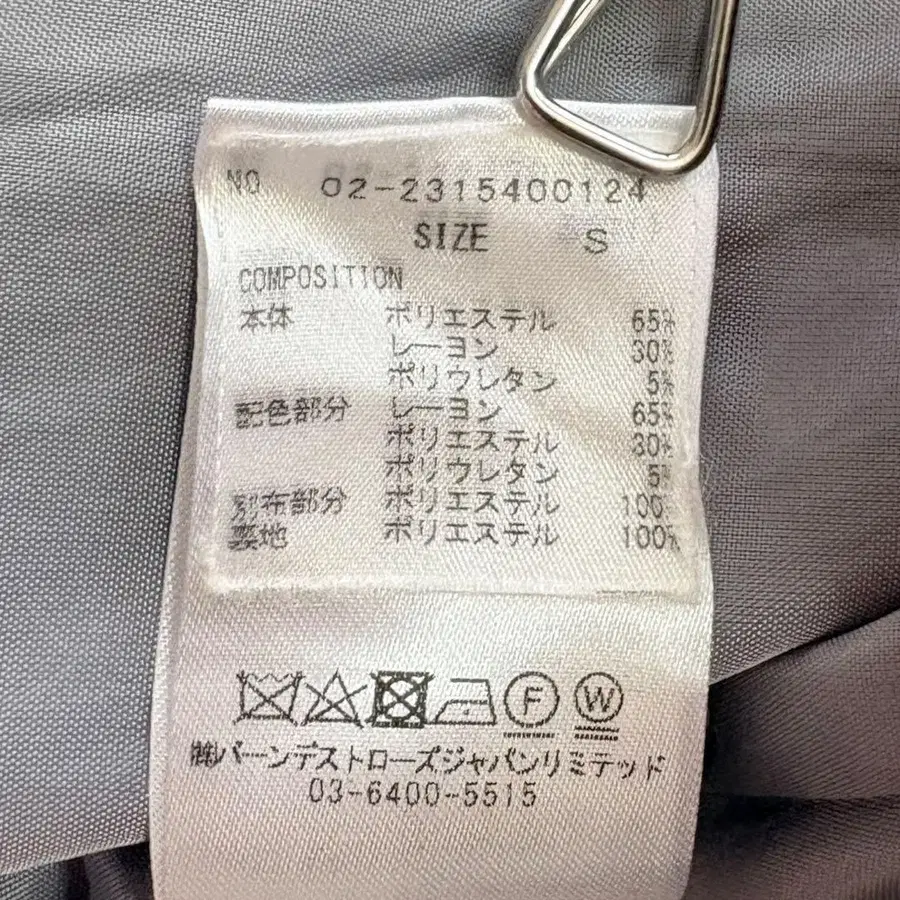 NO 02-2315400124
SIZE S
COMPOSITION
本体 ポリエステル 65%
レーヨン 30%
ポリウレタン 5%
配色部分 レーヨン 65%
ポリエステル 30%
ポリウレタン 5%
別布部分 ポリエステル 100%
裏地 ポリエステル 100%
F
W
㈱バーンデストローズジャパンリミテッド
03-6400-5515